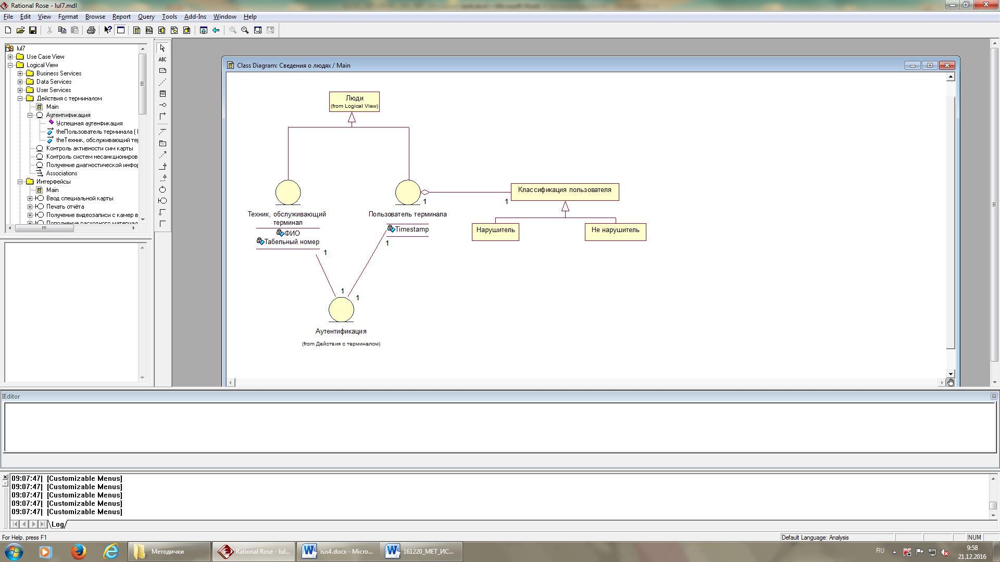 Rational Rose - lul7.mdl
File Edit View Format Browse Report Query Tools Add-Ins Window Help
ABC
lul7
Use Case View
Logical View
Business Services
Data Services
User Services
Действия с терминалом
Main
Аутентификация
Успешная аутенфикация
theПользователь терминала (
theТехник, обслуживающий тер
Контроль активности сим карты
Контроль систем несанкциониров
Получение диагностической инфор
Associations
Интерфейсы
Main
Ввод специальной карты
Печать отчёта
Получение видеозаписи с камер в
Пополнение расходного материал
Class Diagram: Сведения о людях / Main
Люди
(from Logical View)
Техник, обслуживающий
терминал
ФИО
Табельный номер
1
Пользователь терминала
Timestamp
1
1
1
Классификация пользователя
Нарушитель
Не нарушитель
1
1
Аутентификация
(from Действия с терминалом)
IEditor
09:07:47| [Customizable Menus]
09:07:47| [Customizable Menus]
09:07:47| [Customizable Menus]
09:07:47| [Customizable Menus]
09:07:47| [Customizable Menus]
Log
For Help, press F1
Default Language: Analysis
NUM
Методички
Rational Rose - lul...
isis4.docx - Micro...
161220_МЕТ_ИС...
RU
9:58
21.12.2016